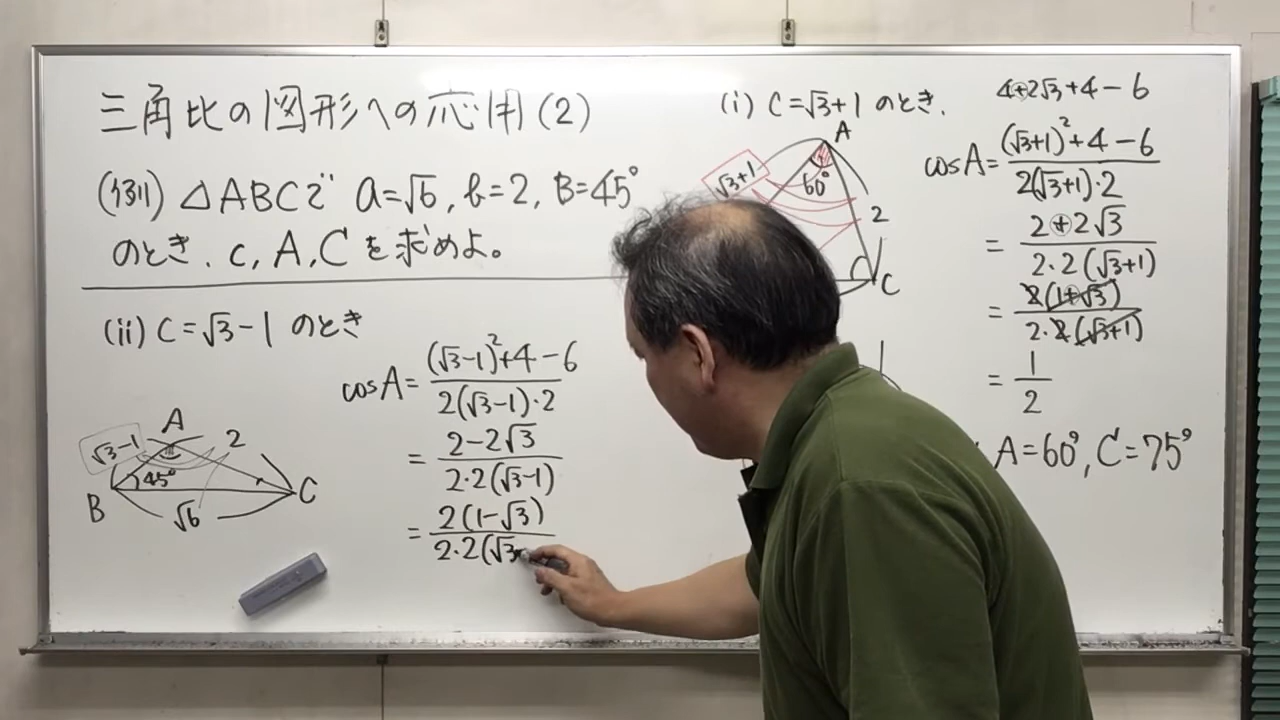 三角比の図形への応用(2)
(例) △ABCで a=√6, b=2, B=45°
のとき. c, A, C を求めよ。
(i) C=√3+1 のとき.
A
60°
√3+1
2
C
4+2√3+4-6
cosA= (√3+1)²+4-6 / 2(√3+1)·2
= 2+2√3 / 2·2(√3+1)
= 2(1+√3) / 2·2(√3+1)
= 1/2
A=60°, C=75°
(ii) C=√3-1 のとき
A
√3-1
2
45°
B
√6
C
cosA= (√3-1)²+4-6 / 2(√3-1)·2
= 2-2√3 / 2·2(√3-1)
= 2(1-√3) / 2·2(√3